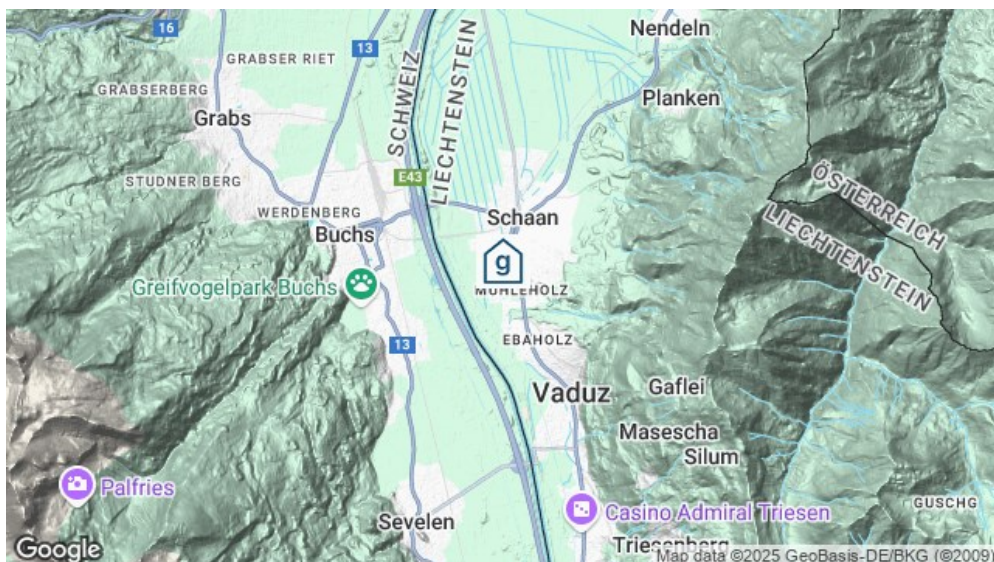 16
13
Nendeln
GRABSER RIET
SCHWEIZ
LIECHTENSTEIN
GRABSERBERG
Planken
Grabs
E43
STUDNER BERG
ÖSTERREICH
LIECHTENSTEIN
WERDENBERG
Schaan
Buchs
g
Greifvogelpark Buchs
MÜHLEHOLZ
13
EBAHOLZ
Vaduz
Gaflei
Masescha
Silum
Palfries
GUSCHG
Casino Admiral Triesen
Sevelen
Triesenberg
Google
Map data ©2025 GeoBasis-DE/BKG (©2009)